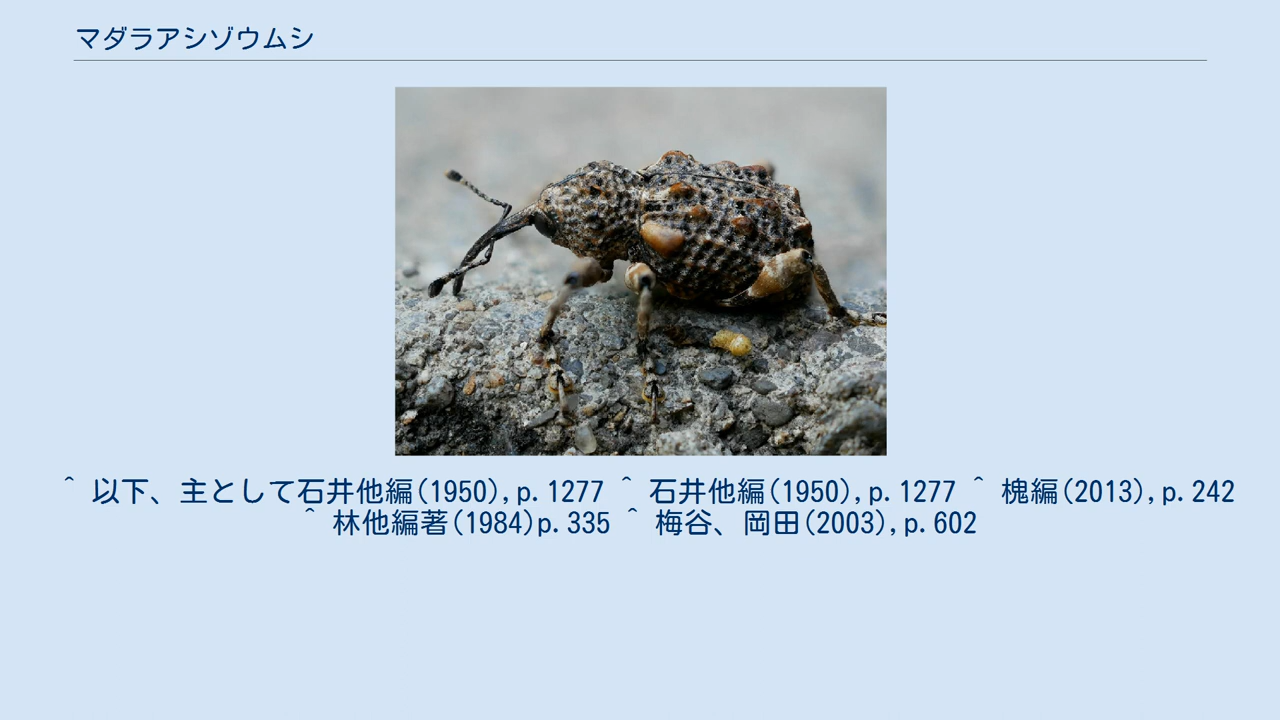 マダラアシゾウムシ
^ 以下、主として石井他編(1950),p.1277 ^ 石井他編(1950),p.1277 ^ 槐編(2013),p.242
^ 林他編著(1984)p.335 ^ 梅谷、岡田(2003),p.602